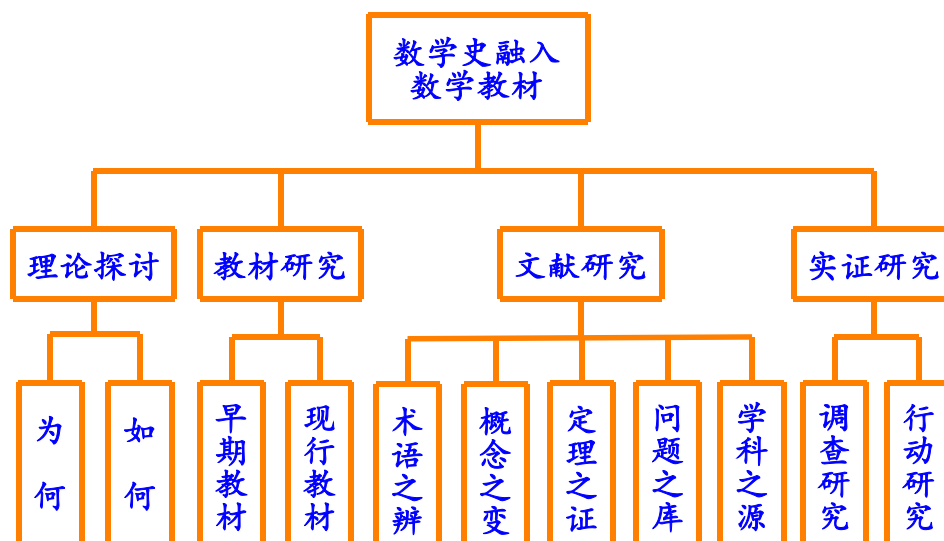 数学史融入
数学教材
理论探讨
教材研究
文献研究
实证研究
为何
如何
早期教材
现行教材
术语之辨
概念之变
定理之证
问题之库
学科之源
调查研究
行动研究